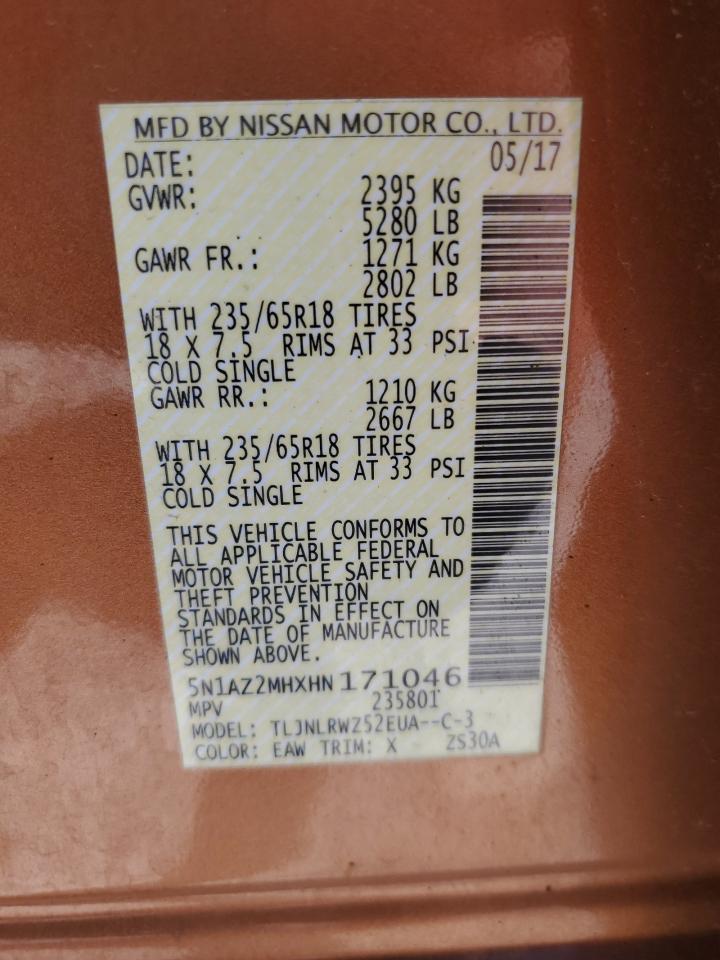 MFD BY NISSAN MOTOR CO., LTD.
DATE: 05/17
GVWR: 2395 KG
5280 LB
GAWR FR.: 1271 KG
2802 LB
WITH 235/65R18 TIRES
18 X 7.5 RIMS AT 33 PSI
COLD SINGLE
GAWR RR.: 1210 KG
2667 LB
WITH 235/65R18 TIRES
18 X 7.5 RIMS AT 33 PSI
COLD SINGLE
THIS VEHICLE CONFORMS TO
ALL APPLICABLE FEDERAL
MOTOR VEHICLE SAFETY AND
THEFT PREVENTION
STANDARDS IN EFFECT ON
THE DATE OF MANUFACTURE
SHOWN ABOVE.
5N1AZ2MHXHN171046
MPV 235801
MODEL: TLJNLRWZ52EUA--C-3
COLOR: EAW TRIM: X ZS30A